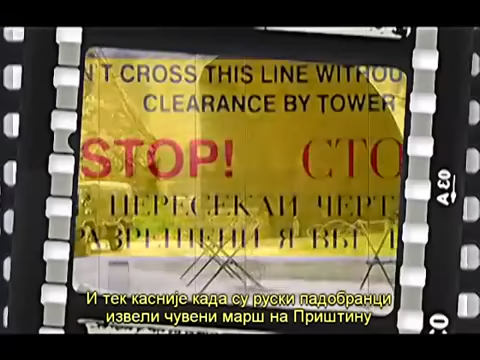 N'T CROSS THIS LINE WITHOU
CLEARANCE BY TOWER
STOP! СТО
ПЕРЕСЕКЛИ ЧЕРТ
И тек касније када су руски падобранци
извели чувени марш на Приштину